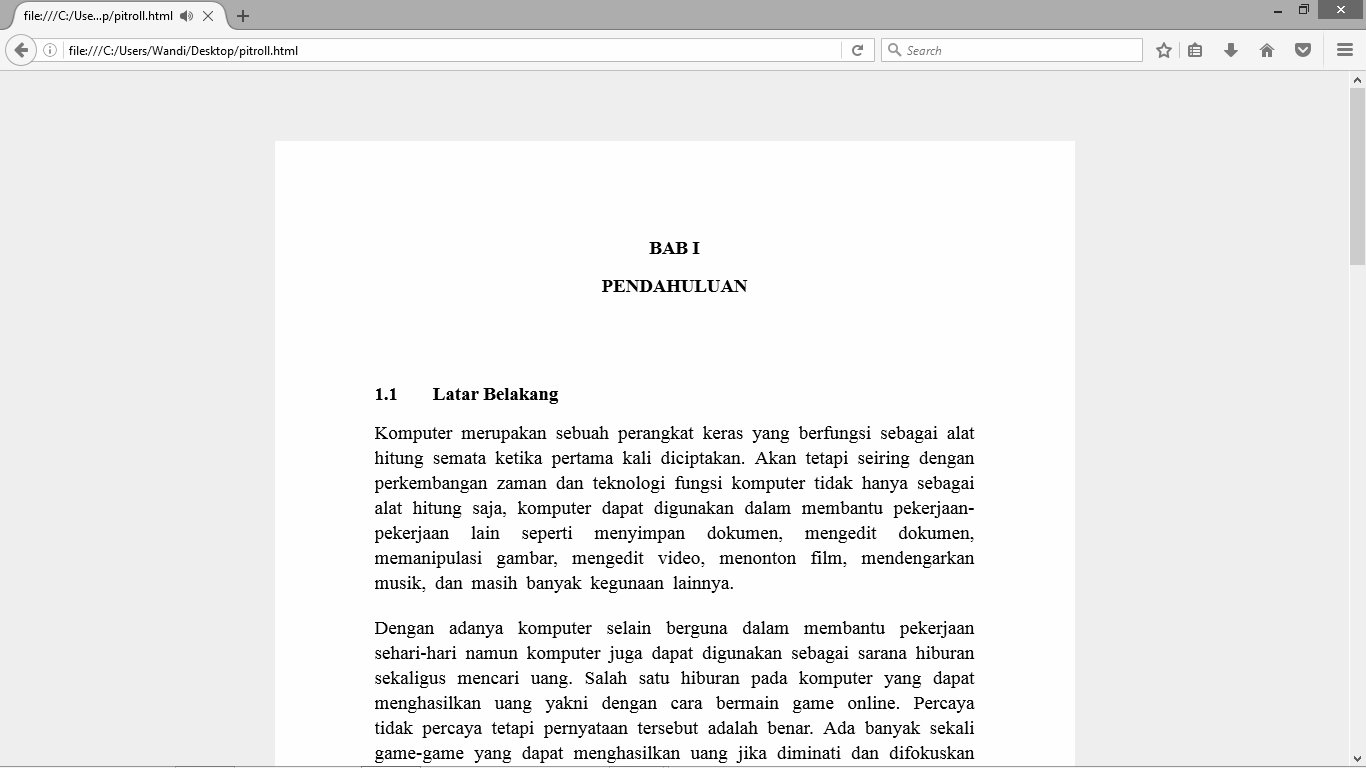 file:///C:/Use...p/pitroll.html
file:///C:/Users/Wandi/Desktop/pitroll.html
Search
BAB I
PENDAHULUAN
1.1 Latar Belakang
Komputer merupakan sebuah perangkat keras yang berfungsi sebagai alat
hitung semata ketika pertama kali diciptakan. Akan tetapi seiring dengan
perkembangan zaman dan teknologi fungsi komputer tidak hanya sebagai
alat hitung saja, komputer dapat digunakan dalam membantu pekerjaan-
pekerjaan lain seperti menyimpan dokumen, mengedit dokumen,
memanipulasi gambar, mengedit video, menonton film, mendengarkan
musik, dan masih banyak kegunaan lainnya.
Dengan adanya komputer selain berguna dalam membantu pekerjaan
sehari-hari namun komputer juga dapat digunakan sebagai sarana hiburan
sekaligus mencari uang. Salah satu hiburan pada komputer yang dapat
menghasilkan uang yakni dengan cara bermain game online. Percaya
tidak percaya tetapi pernyataan tersebut adalah benar. Ada banyak sekali
game-game yang dapat menghasilkan uang jika diminati dan difokuskan